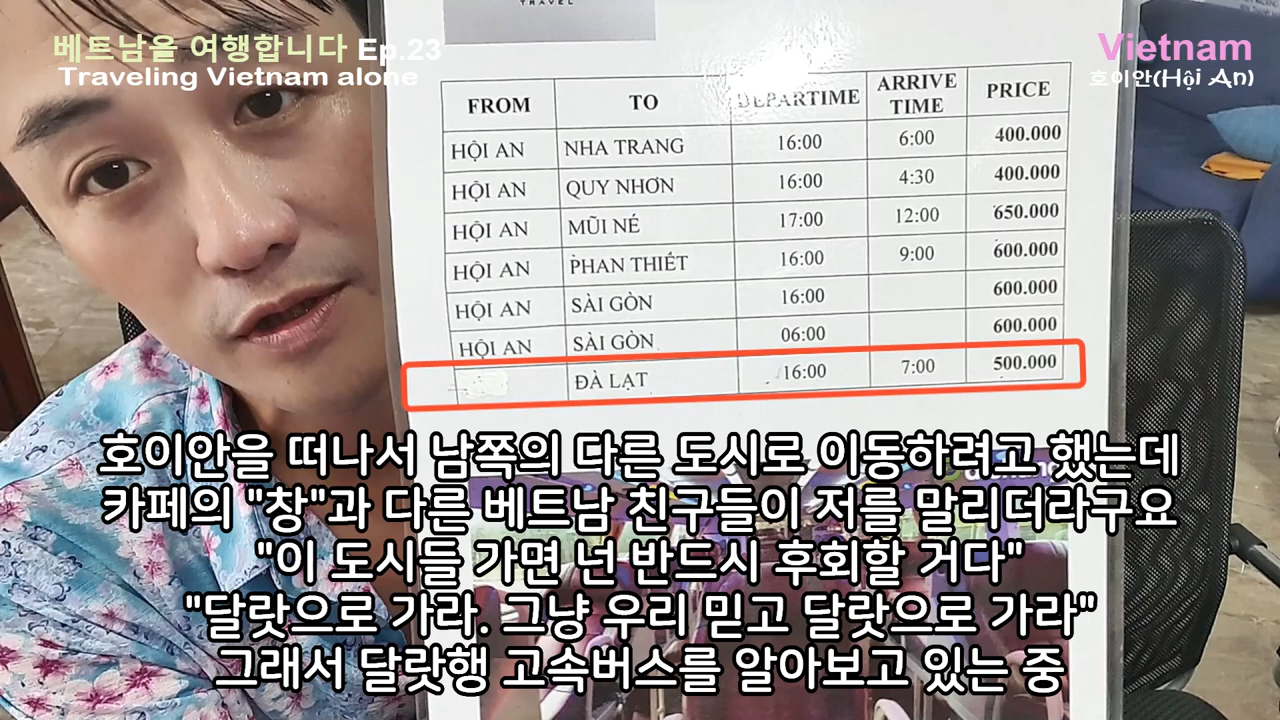 TRAVEL
베트남을 여행합니다 Ep.23
Traveling Vietnam alone
Vietnam
호이안(Hội An)
FROM TO DEPARTIME ARRIVE TIME PRICE
HỘI AN NHA TRANG 16:00 6:00 400.000
HỘI AN QUY NHƠN 16:00 4:30 400.000
HỘI AN MŨI NÉ 17:00 12:00 650.000
HỘI AN PHAN THIẾT 16:00 9:00 600.000
HỘI AN SÀI GÒN 16:00 600.000
HỘI AN SÀI GÒN 06:00 600.000
ĐÀ LẠT 16:00 7:00 500.000
호이안을 떠나서 남쪽의 다른 도시로 이동하려고 했는데
카페의 "창"과 다른 베트남 친구들이 저를 말리더라구요
"이 도시들 가면 넌 반드시 후회할 거다"
"달랏으로 가라. 그냥 우리 믿고 달랏으로 가라"
그래서 달랏행 고속버스를 알아보고 있는 중